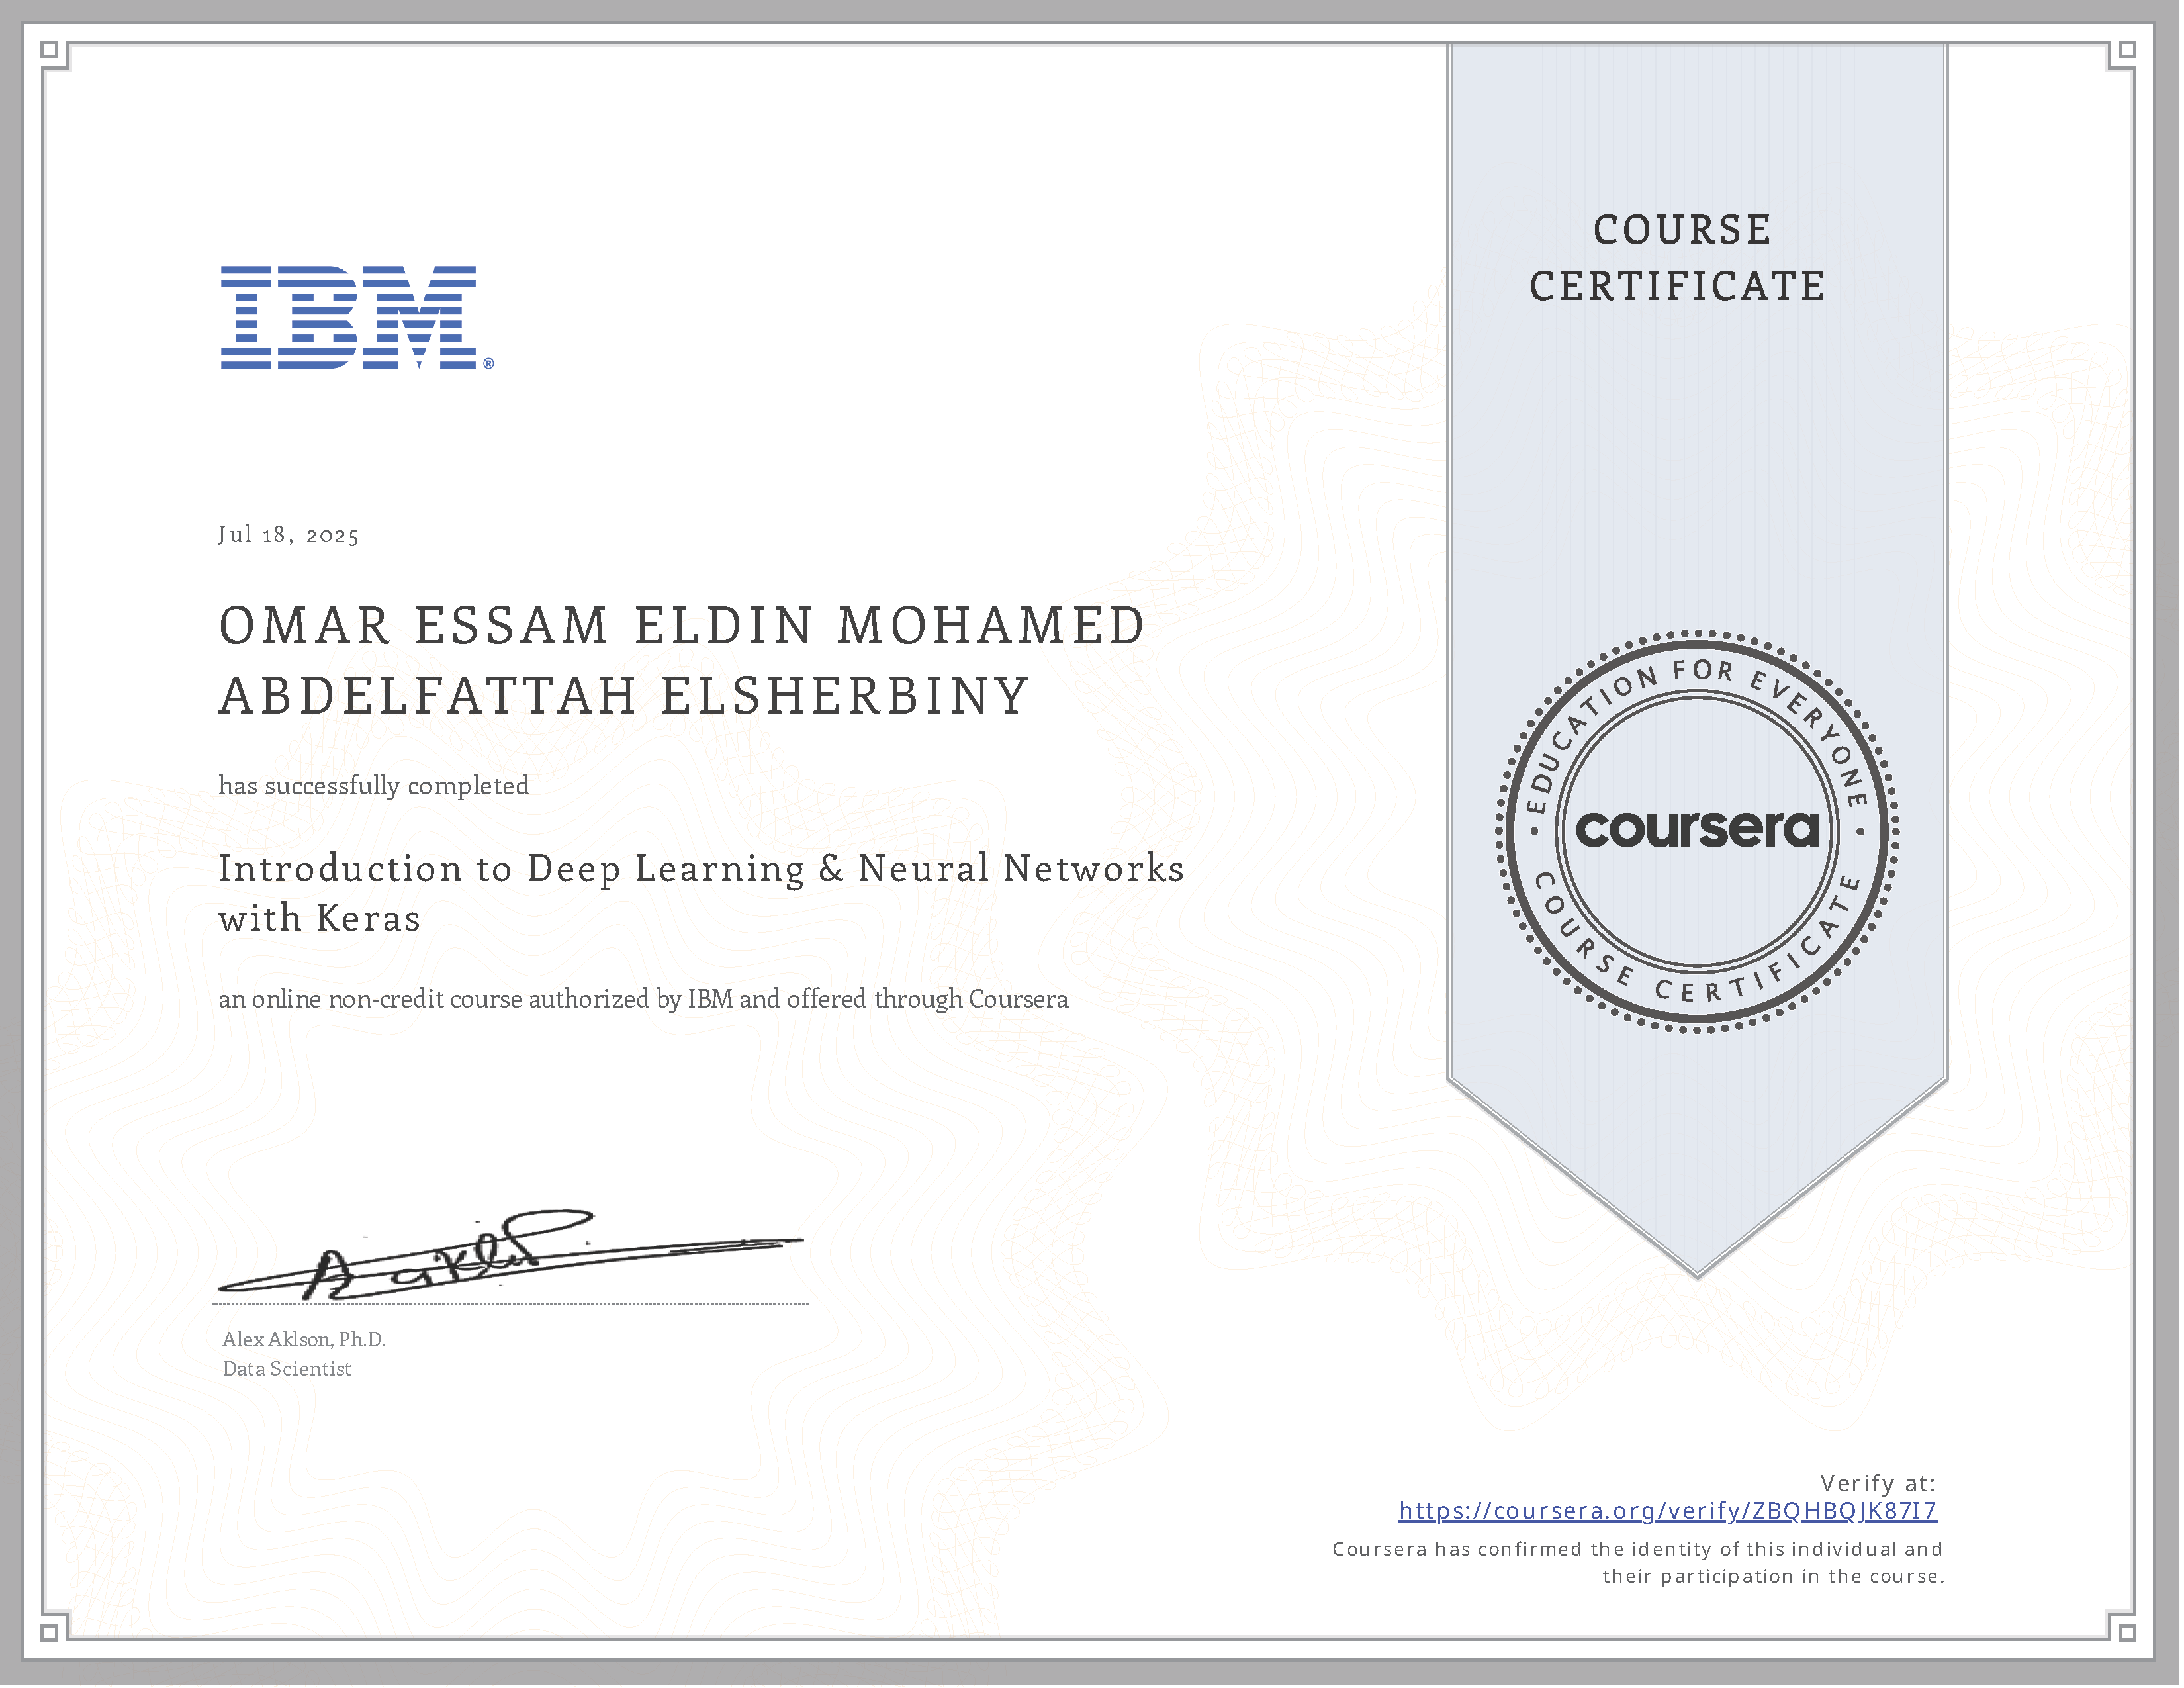 IBM®
Jul 18, 2025
OMAR ESSAM ELDIN MOHAMED
ABDELFATTAH ELSHERBINY
has successfully completed
Introduction to Deep Learning & Neural Networks
with Keras
an online non-credit course authorized by IBM and offered through Coursera
Alex Aklson, Ph.D.
Data Scientist
COURSE
CERTIFICATE
EDUCATION FOR EVERYONE
coursera
COURSE CERTIFICATE
Verify at:
https://coursera.org/verify/ZBQHBQJK87I7
Coursera has confirmed the identity of this individual and
their participation in the course.